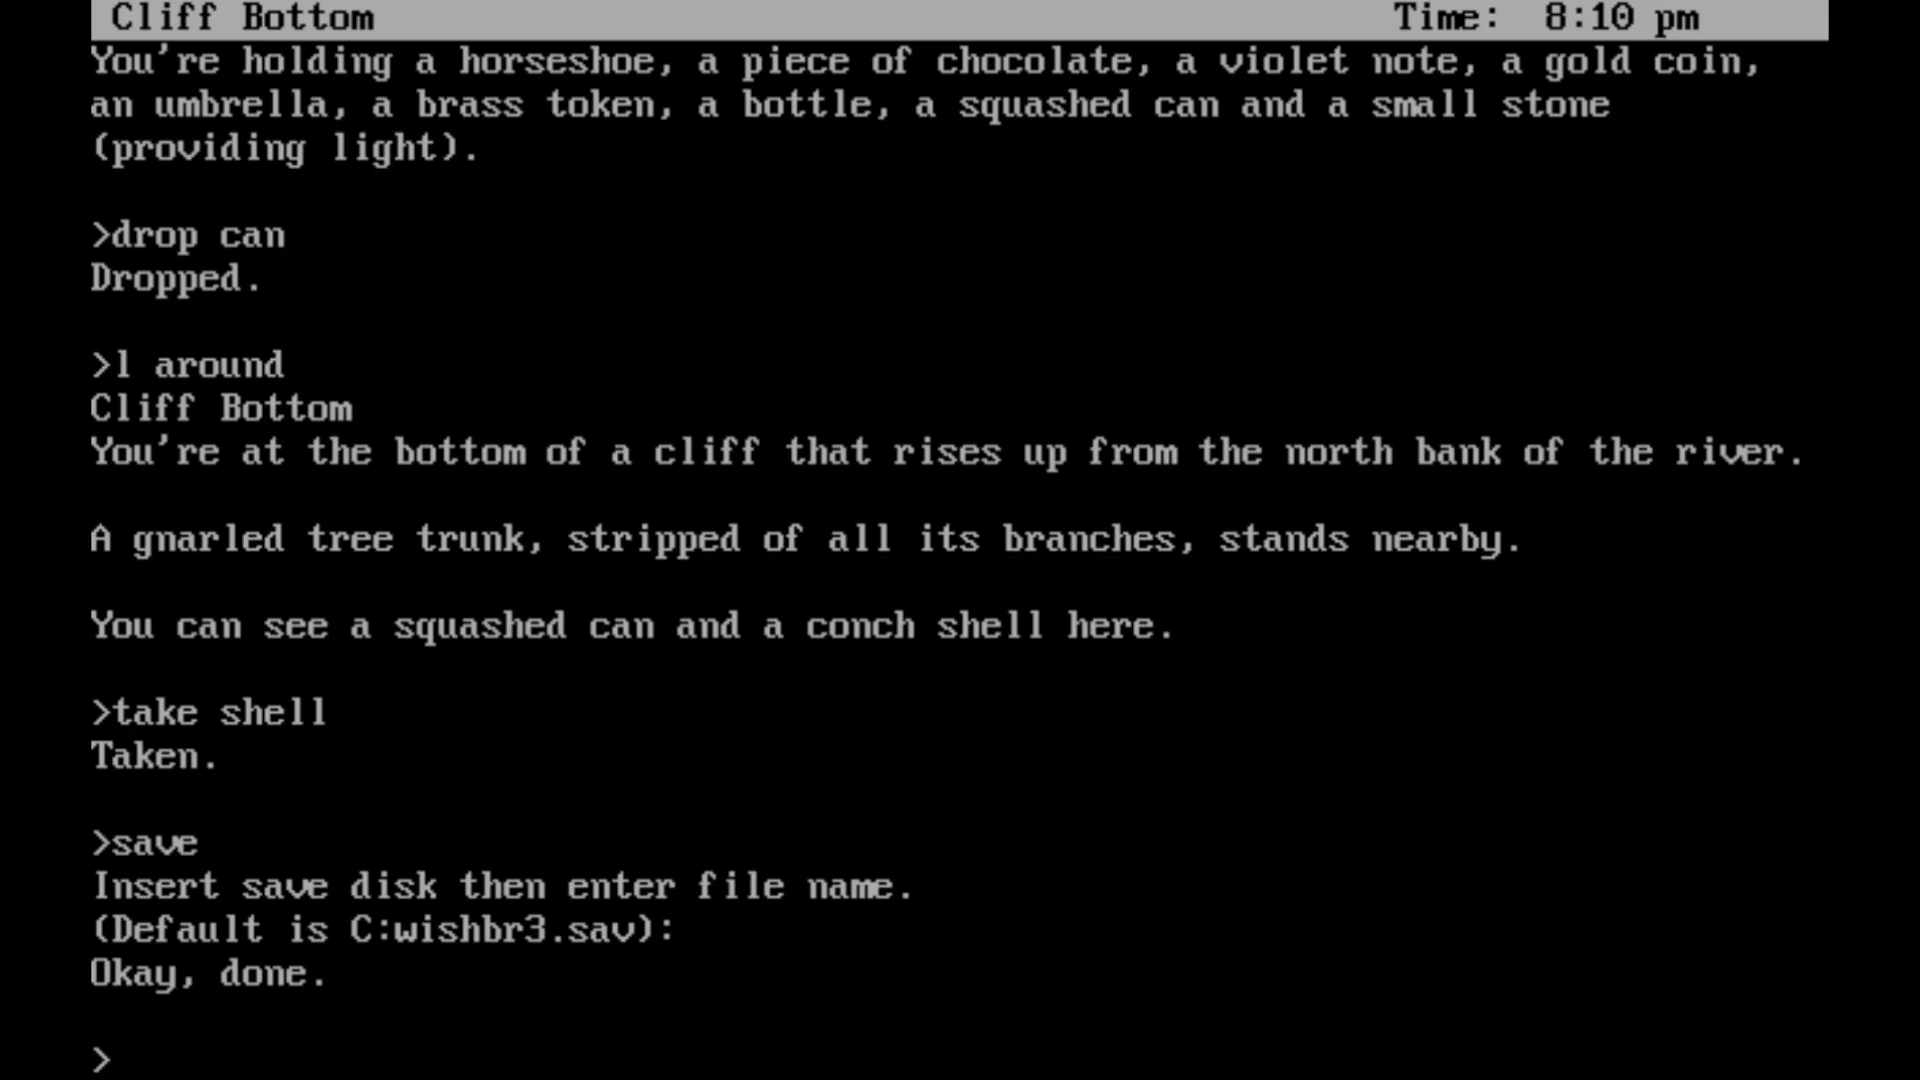 Cliff Bottom Time: 8:10 pm
You're holding a horseshoe, a piece of chocolate, a violet note, a gold coin,
an umbrella, a brass token, a bottle, a squashed can and a small stone
(providing light).
>drop can
Dropped.
>l around
Cliff Bottom
You're at the bottom of a cliff that rises up from the north bank of the river.
A gnarled tree trunk, stripped of all its branches, stands nearby.
You can see a squashed can and a conch shell here.
>take shell
Taken.
>save
Insert save disk then enter file name.
(Default is C:wishbr3.sav):
Okay, done.
>